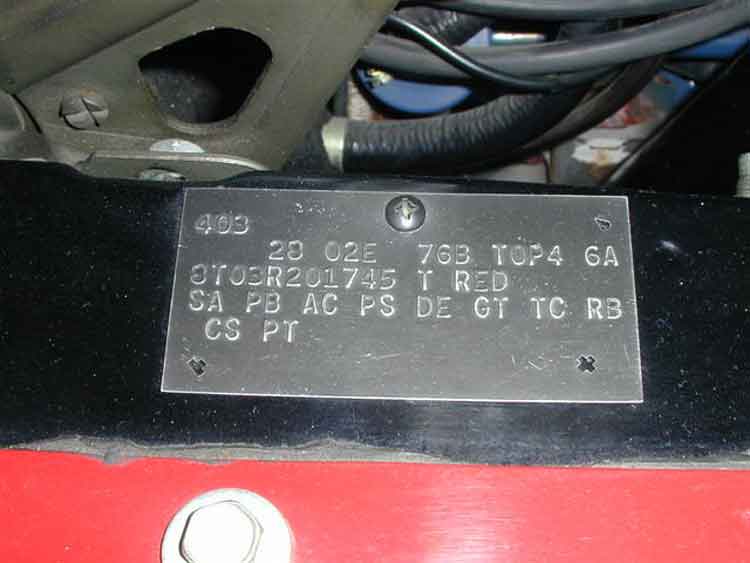 403
28 02E 76B TOP4 6A
8T03R201745 T RED
SA PB AC PS DE GT TC RB
CS PT